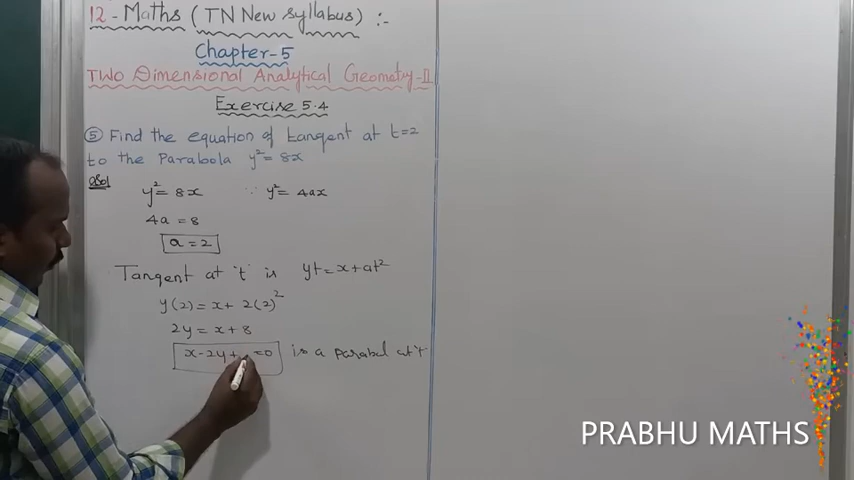 12 - Maths ( TN New syllabus ) :-
Chapter-5
TWO Dimensional Analytical Geometry-II
Exercise 5.4
⑤ Find the equation of tangent at t=2
to the Parabola y²= 8x
Sol
y²= 8x ∵ y²= 4ax
4a = 8
a = 2
Tangent at 't' is yt = x + at²
y(2) = x + 2(2)²
2y = x + 8
x - 2y + =0 is a parabol at 't'
PRABHU MATHS